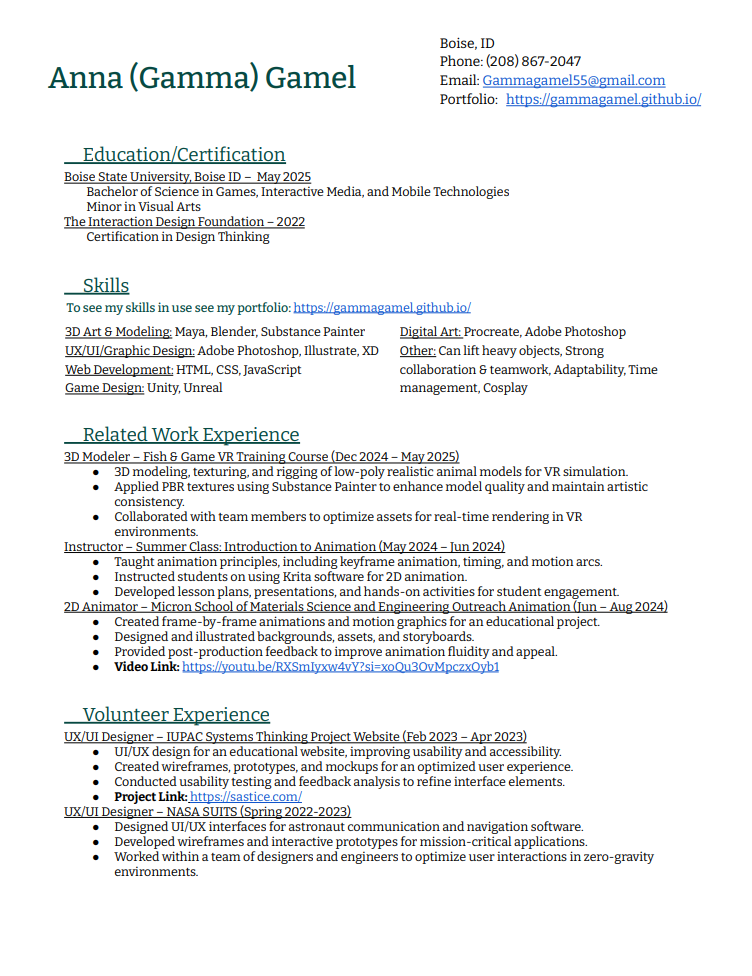 Anna (Gamma) Gamel
Boise, ID
Phone: (208) 867-2047
Email: Gammagamel55@gmail.com
Portfolio: https://gammagamel.github.io/
Education/Certification
Boise State University, Boise ID – May 2025
Bachelor of Science in Games, Interactive Media, and Mobile Technologies
Minor in Visual Arts
The Interaction Design Foundation – 2022
Certification in Design Thinking
Skills
To see my skills in use see my portfolio: https://gammagamel.github.io/
3D Art & Modeling: Maya, Blender, Substance Painter
UX/UI/Graphic Design: Adobe Photoshop, Illustrate, XD
Web Development: HTML, CSS, JavaScript
Game Design: Unity, Unreal
Digital Art: Procreate, Adobe Photoshop
Other: Can lift heavy objects, Strong
collaboration & teamwork, Adaptability, Time
management, Cosplay
Related Work Experience
3D Modeler – Fish & Game VR Training Course (Dec 2024 – May 2025)
● 3D modeling, texturing, and rigging of low-poly realistic animal models for VR simulation.
● Applied PBR textures using Substance Painter to enhance model quality and maintain artistic
consistency.
● Collaborated with team members to optimize assets for real-time rendering in VR
environments.
Instructor – Summer Class: Introduction to Animation (May 2024 – Jun 2024)
● Taught animation principles, including keyframe animation, timing, and motion arcs.
● Instructed students on using Krita software for 2D animation.
● Developed lesson plans, presentations, and hands-on activities for student engagement.
2D Animator – Micron School of Materials Science and Engineering Outreach Animation (Jun – Aug 2024)
● Created frame-by-frame animations and motion graphics for an educational project.
● Designed and illustrated backgrounds, assets, and storyboards.
● Provided post-production feedback to improve animation fluidity and appeal.
● Video Link: https://youtu.be/RXSmIyxw4vY?si=xoQu3OvMpczxOyb1
Volunteer Experience
UX/UI Designer – IUPAC Systems Thinking Project Website (Feb 2023 – Apr 2023)
● UI/UX design for an educational website, improving usability and accessibility.
● Created wireframes, prototypes, and mockups for an optimized user experience.
● Conducted usability testing and feedback analysis to refine interface elements.
● Project Link: https://sastice.com/
UX/UI Designer – NASA SUITS (Spring 2022-2023)
● Designed UI/UX interfaces for astronaut communication and navigation software.
● Developed wireframes and interactive prototypes for mission-critical applications.
● Worked within a team of designers and engineers to optimize user interactions in zero-gravity
environments.